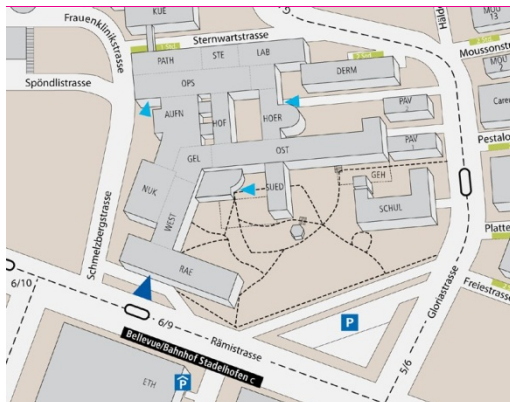 Frauenklinikstrasse
KUE
G
Häld
MOU
13
Sternwartstrasse
Moussonstr
PATH
STE
LAB
OPS
DERM
MOU
2
Spöndlistrasse
Caren
AUFN
HOF
HOER
PAV
Pestalo
GEL
OST
PAV
NUK
SUED
GEH
SCHUL
WEST
Platte
Schmelzbergstrasse
RAE
Freiestrasse
Gloriastrasse
6/10
6/9
Rämistrasse
P
5/6
Bellevue/Bahnhof Stadelhofen C
ETH
P